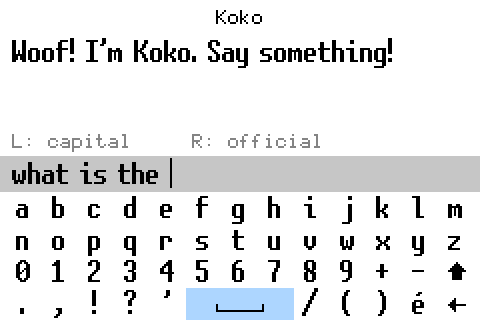 Koko
Woof! I'm Koko. Say something!
L: capital R: official
what is the
a b c d e f g h i j k l m
n o p q r s t u v w x y z
0 1 2 3 4 5 6 7 8 9 + - ↑
. , ! ? ' ⎵ / ( ) é ←